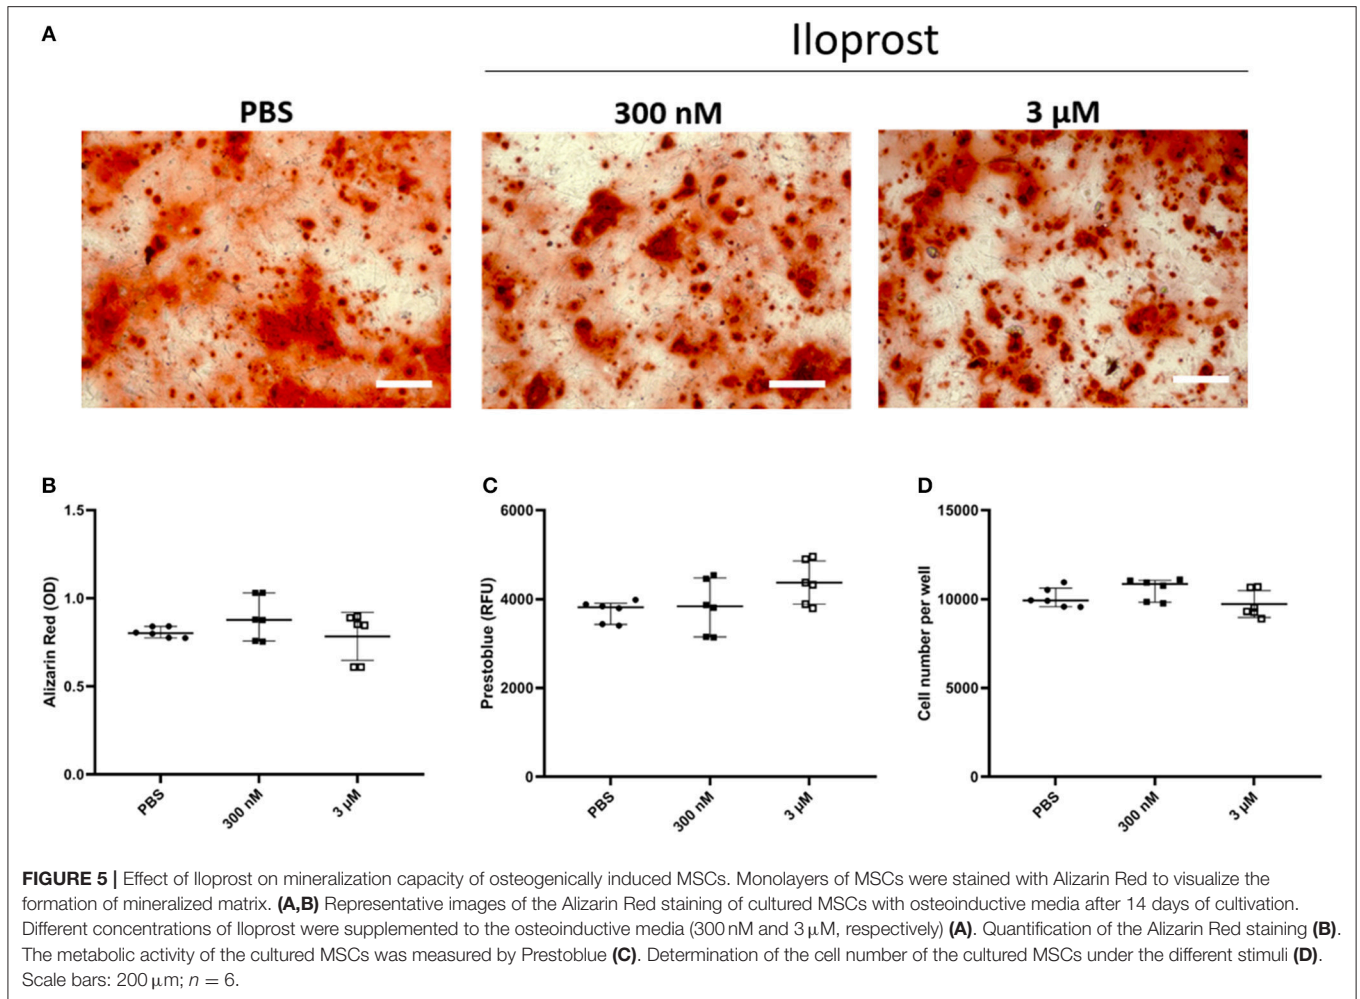 A
Iloprost
PBS
300 nM
3 µM
B
1.5
1.0
0.5
0.0
Alizarin Red (OD)
PBS
300 nM
3 µM
C
6000
4000
2000
0
Prestoblue (RFU)
PBS
300 nM
3 µM
D
15000
10000
5000
0
Cell number per well
PBS
300 nM
3 µM
FIGURE 5 | Effect of Iloprost on mineralization capacity of osteogenically induced MSCs. Monolayers of MSCs were stained with Alizarin Red to visualize the
formation of mineralized matrix. (A,B) Representative images of the Alizarin Red staining of cultured MSCs with osteoinductive media after 14 days of cultivation.
Different concentrations of Iloprost were supplemented to the osteoinductive media (300 nM and 3 µM, respectively) (A). Quantification of the Alizarin Red staining (B).
The metabolic activity of the cultured MSCs was measured by Prestoblue (C). Determination of the cell number of the cultured MSCs under the different stimuli (D).
Scale bars: 200 µm; n = 6.